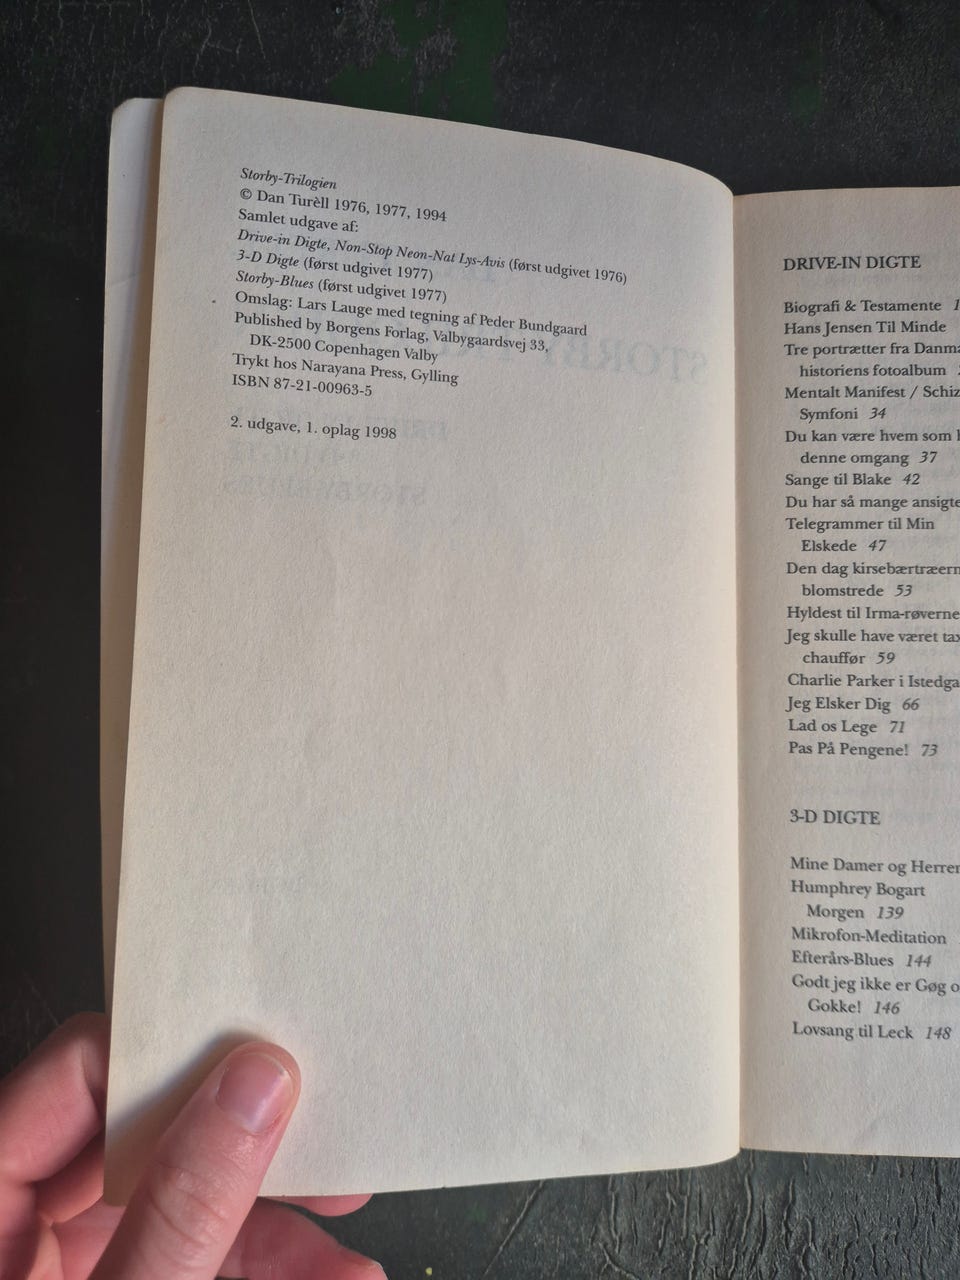 Storby-Trilogien
© Dan Turèll 1976, 1977, 1994
Samlet udgave af:
Drive-in Digte, Non-Stop Neon-Nat Lys-Avis (først udgivet 1976)
3-D Digte (først udgivet 1977)
Storby-Blues (først udgivet 1977)
Omslag: Lars Lauge med tegning af Peder Bundgaard
Published by Borgens Forlag, Valbygaardsvej 33,
DK-2500 Copenhagen Valby
Trykt hos Narayana Press, Gylling
ISBN 87-21-00963-5
2. udgave, 1. oplag 1998
DRIVE-IN DIGTE
Biografi & Testamente
Hans Jensen Til Minde
Tre portrætter fra Danma
historiens fotoalbum
Mentalt Manifest / Schiz
Symfoni 34
Du kan være hvem som h
denne omgang 37
Sange til Blake 42
Du har så mange ansigte
Telegrammer til Min
Elskede 47
Den dag kirsebærtræern
blomstrede 53
Hyldest til Irma-røverne
Jeg skulle have været tax
chauffør 59
Charlie Parker i Istedga
Jeg Elsker Dig 66
Lad os Lege 71
Pas På Pengene! 73
3-D DIGTE
Mine Damer og Herrer
Humphrey Bogart
Morgen 139
Mikrofon-Meditation
Efterårs-Blues 144
Godt jeg ikke er Gøg o
Gokke! 146
Lovsang til Leck 148